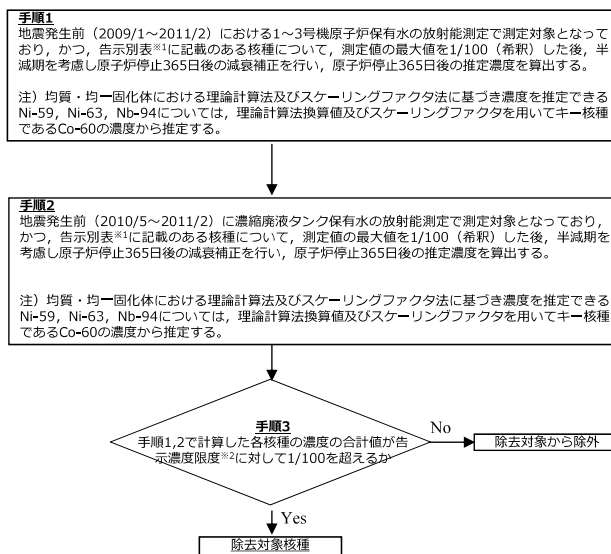 手順1
地震発生前（2009/1～2011/2）における1～3号機原子炉保有水の放射能測定で測定対象となって
おり，かつ，告示別表※1に記載のある核種について，測定値の最大値を1/100（希釈）した後，半
減期を考慮し原子炉停止365日後の減衰補正を行い，原子炉停止365日後の推定濃度を算出する。
注）均質・均一固化体における理論計算法及びスケーリングファクタ法に基づき濃度を推定できる
Ni-59，Ni-63，Nb-94については，理論計算法換算値及びスケーリングファクタを用いてキー核種
であるCo-60の濃度から推定する。
手順2
地震発生前（2010/5～2011/2）に濃縮廃液タンク保有水の放射能測定で測定対象となっており，
かつ，告示別表※1に記載のある核種について，測定値の最大値を1/100（希釈）した後，半減期を
考慮し原子炉停止365日後の減衰補正を行い，原子炉停止365日後の推定濃度を算出する。
注）均質・均一固化体における理論計算法及びスケーリングファクタ法に基づき濃度を推定できる
Ni-59，Ni-63，Nb-94については，理論計算法換算値及びスケーリングファクタを用いてキー核種
であるCo-60の濃度から推定する。
手順3
手順1,2で計算した各核種の濃度の合計値が告
示濃度限度※2に対して1/100を超えるか
No
除去対象から除外
Yes
除去対象核種